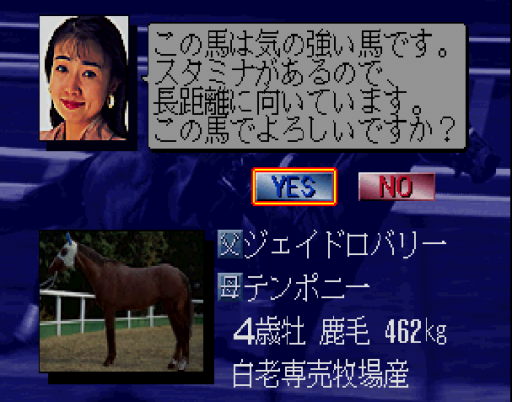 この馬は気の強い馬です。
スタミナがあるので、
長距離に向いています。
この馬でよろしいですか？
YES NO
父ジェイドロバリー
母テンポニー
4歳牡 鹿毛 462kg
白老専売牧場産